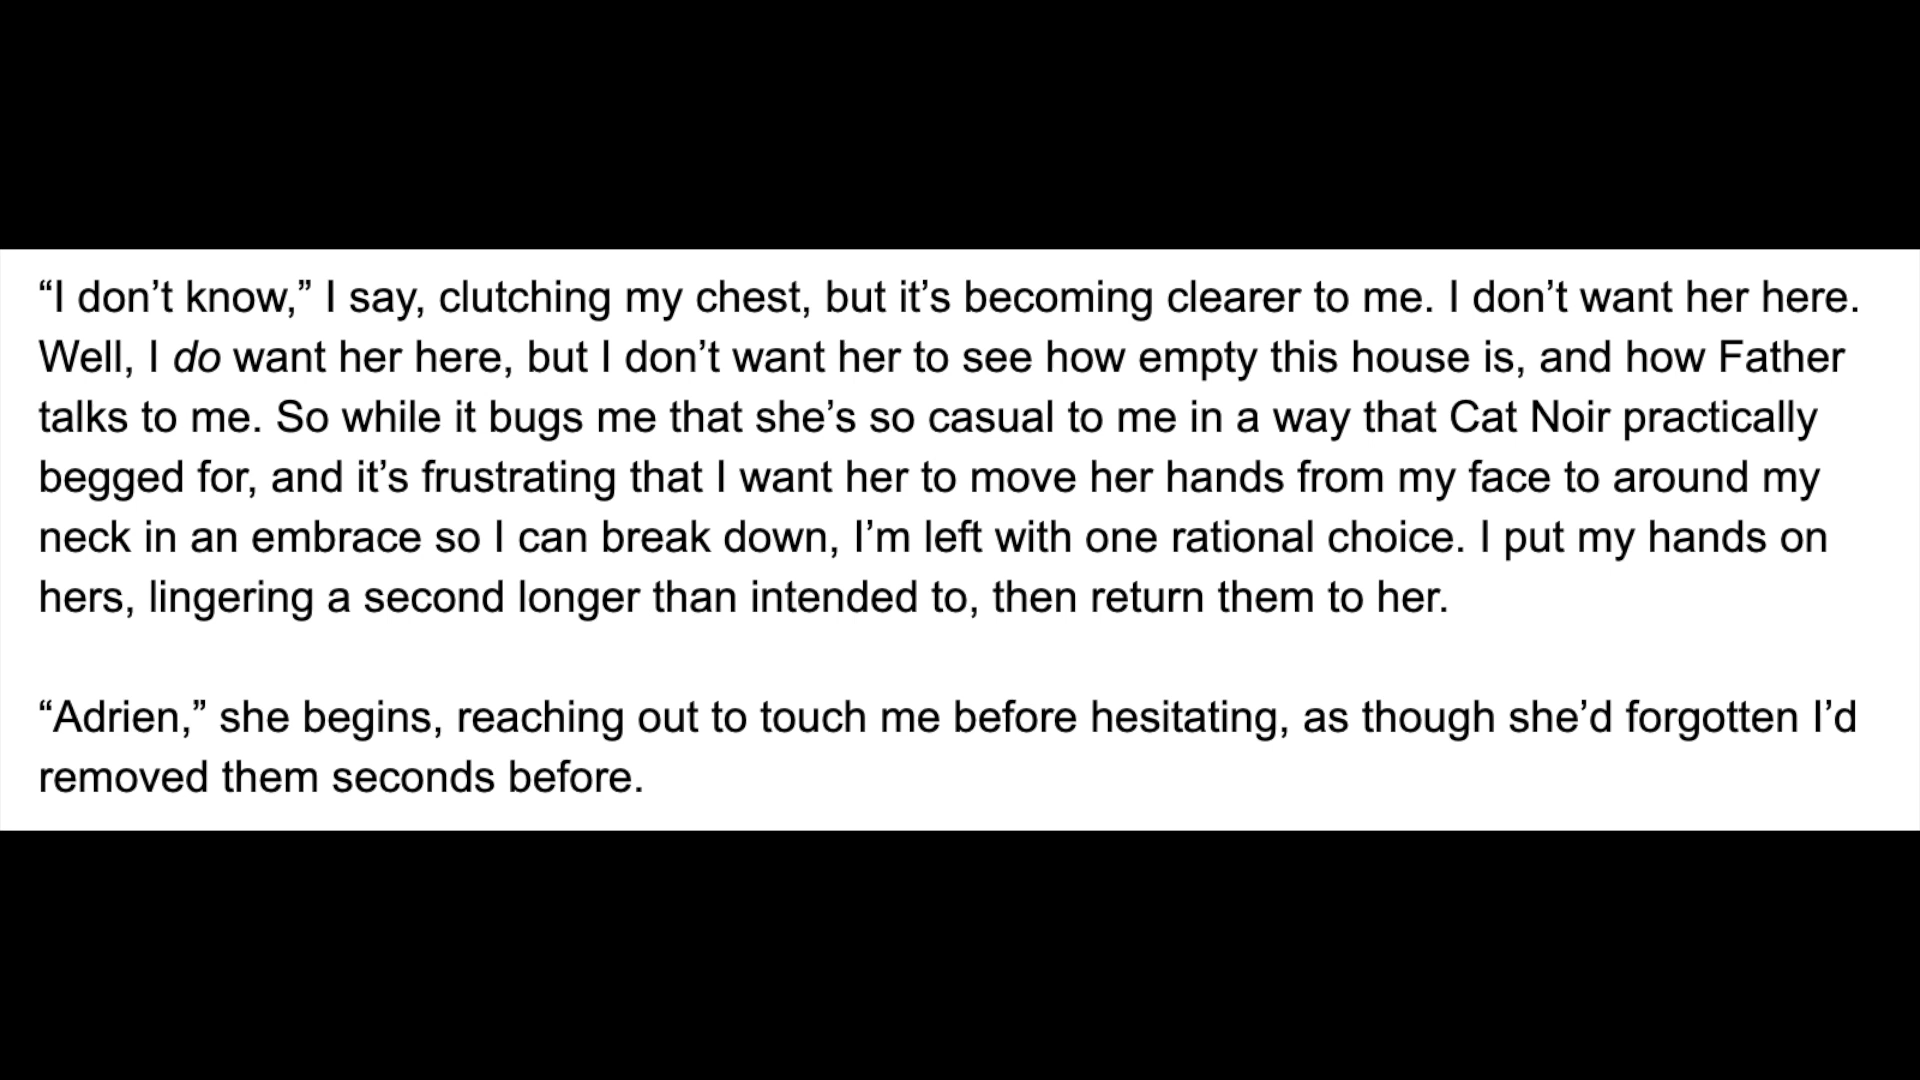 “I don’t know,” I say, clutching my chest, but it’s becoming clearer to me. I don’t want her here.
Well, I do want her here, but I don’t want her to see how empty this house is, and how Father
talks to me. So while it bugs me that she’s so casual to me in a way that Cat Noir practically
begged for, and it’s frustrating that I want her to move her hands from my face to around my
neck in an embrace so I can break down, I’m left with one rational choice. I put my hands on
hers, lingering a second longer than intended to, then return them to her.
“Adrien,” she begins, reaching out to touch me before hesitating, as though she’d forgotten I’d
removed them seconds before.